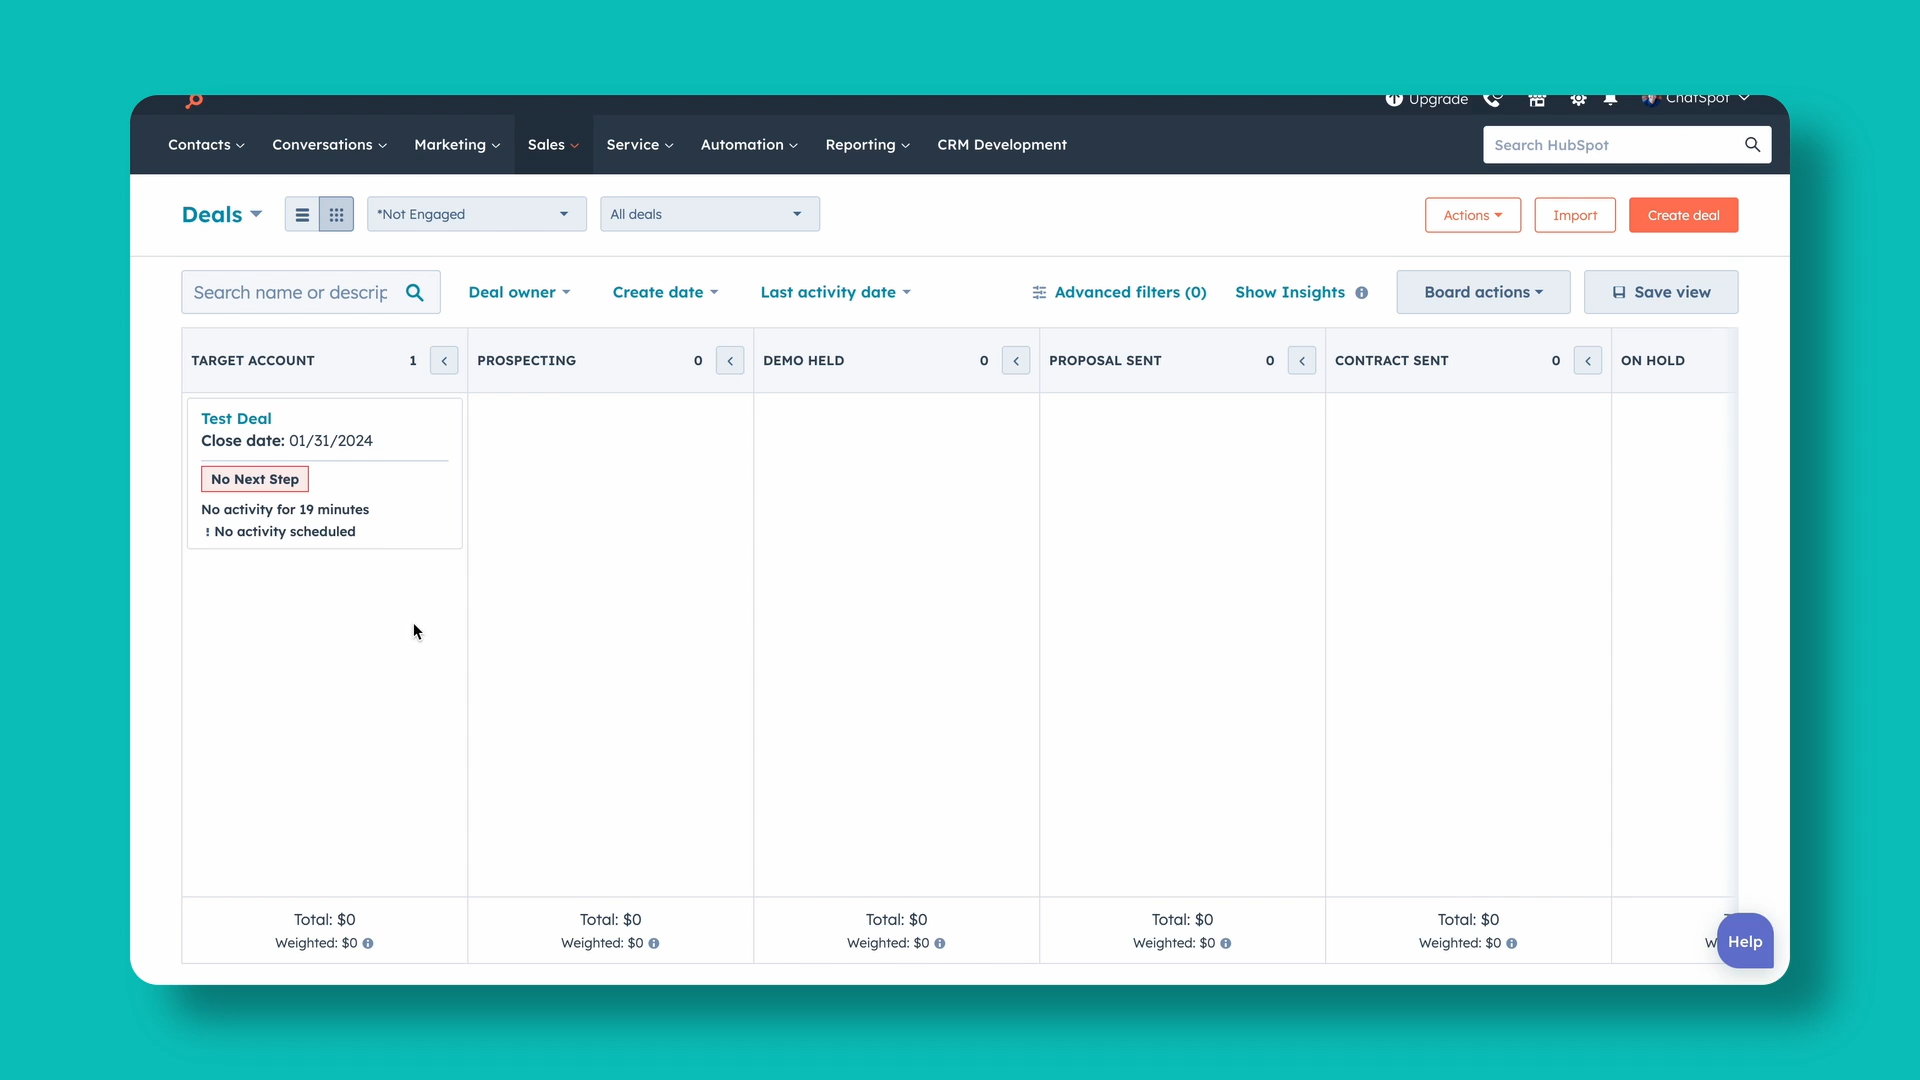 Upgrade ChatSpot
Contacts Conversations Marketing Sales Service Automation Reporting CRM Development Search HubSpot
Deals *Not Engaged All deals Actions Import Create deal
Search name or descrip Deal owner Create date Last activity date Advanced filters (0) Show Insights Board actions Save view
TARGET ACCOUNT 1 PROSPECTING 0 DEMO HELD 0 PROPOSAL SENT 0 CONTRACT SENT 0 ON HOLD
Test Deal
Close date: 01/31/2024
No Next Step
No activity for 19 minutes
! No activity scheduled
Total: $0 Total: $0 Total: $0 Total: $0 Total: $0
Weighted: $0 Weighted: $0 Weighted: $0 Weighted: $0 Weighted: $0
Help